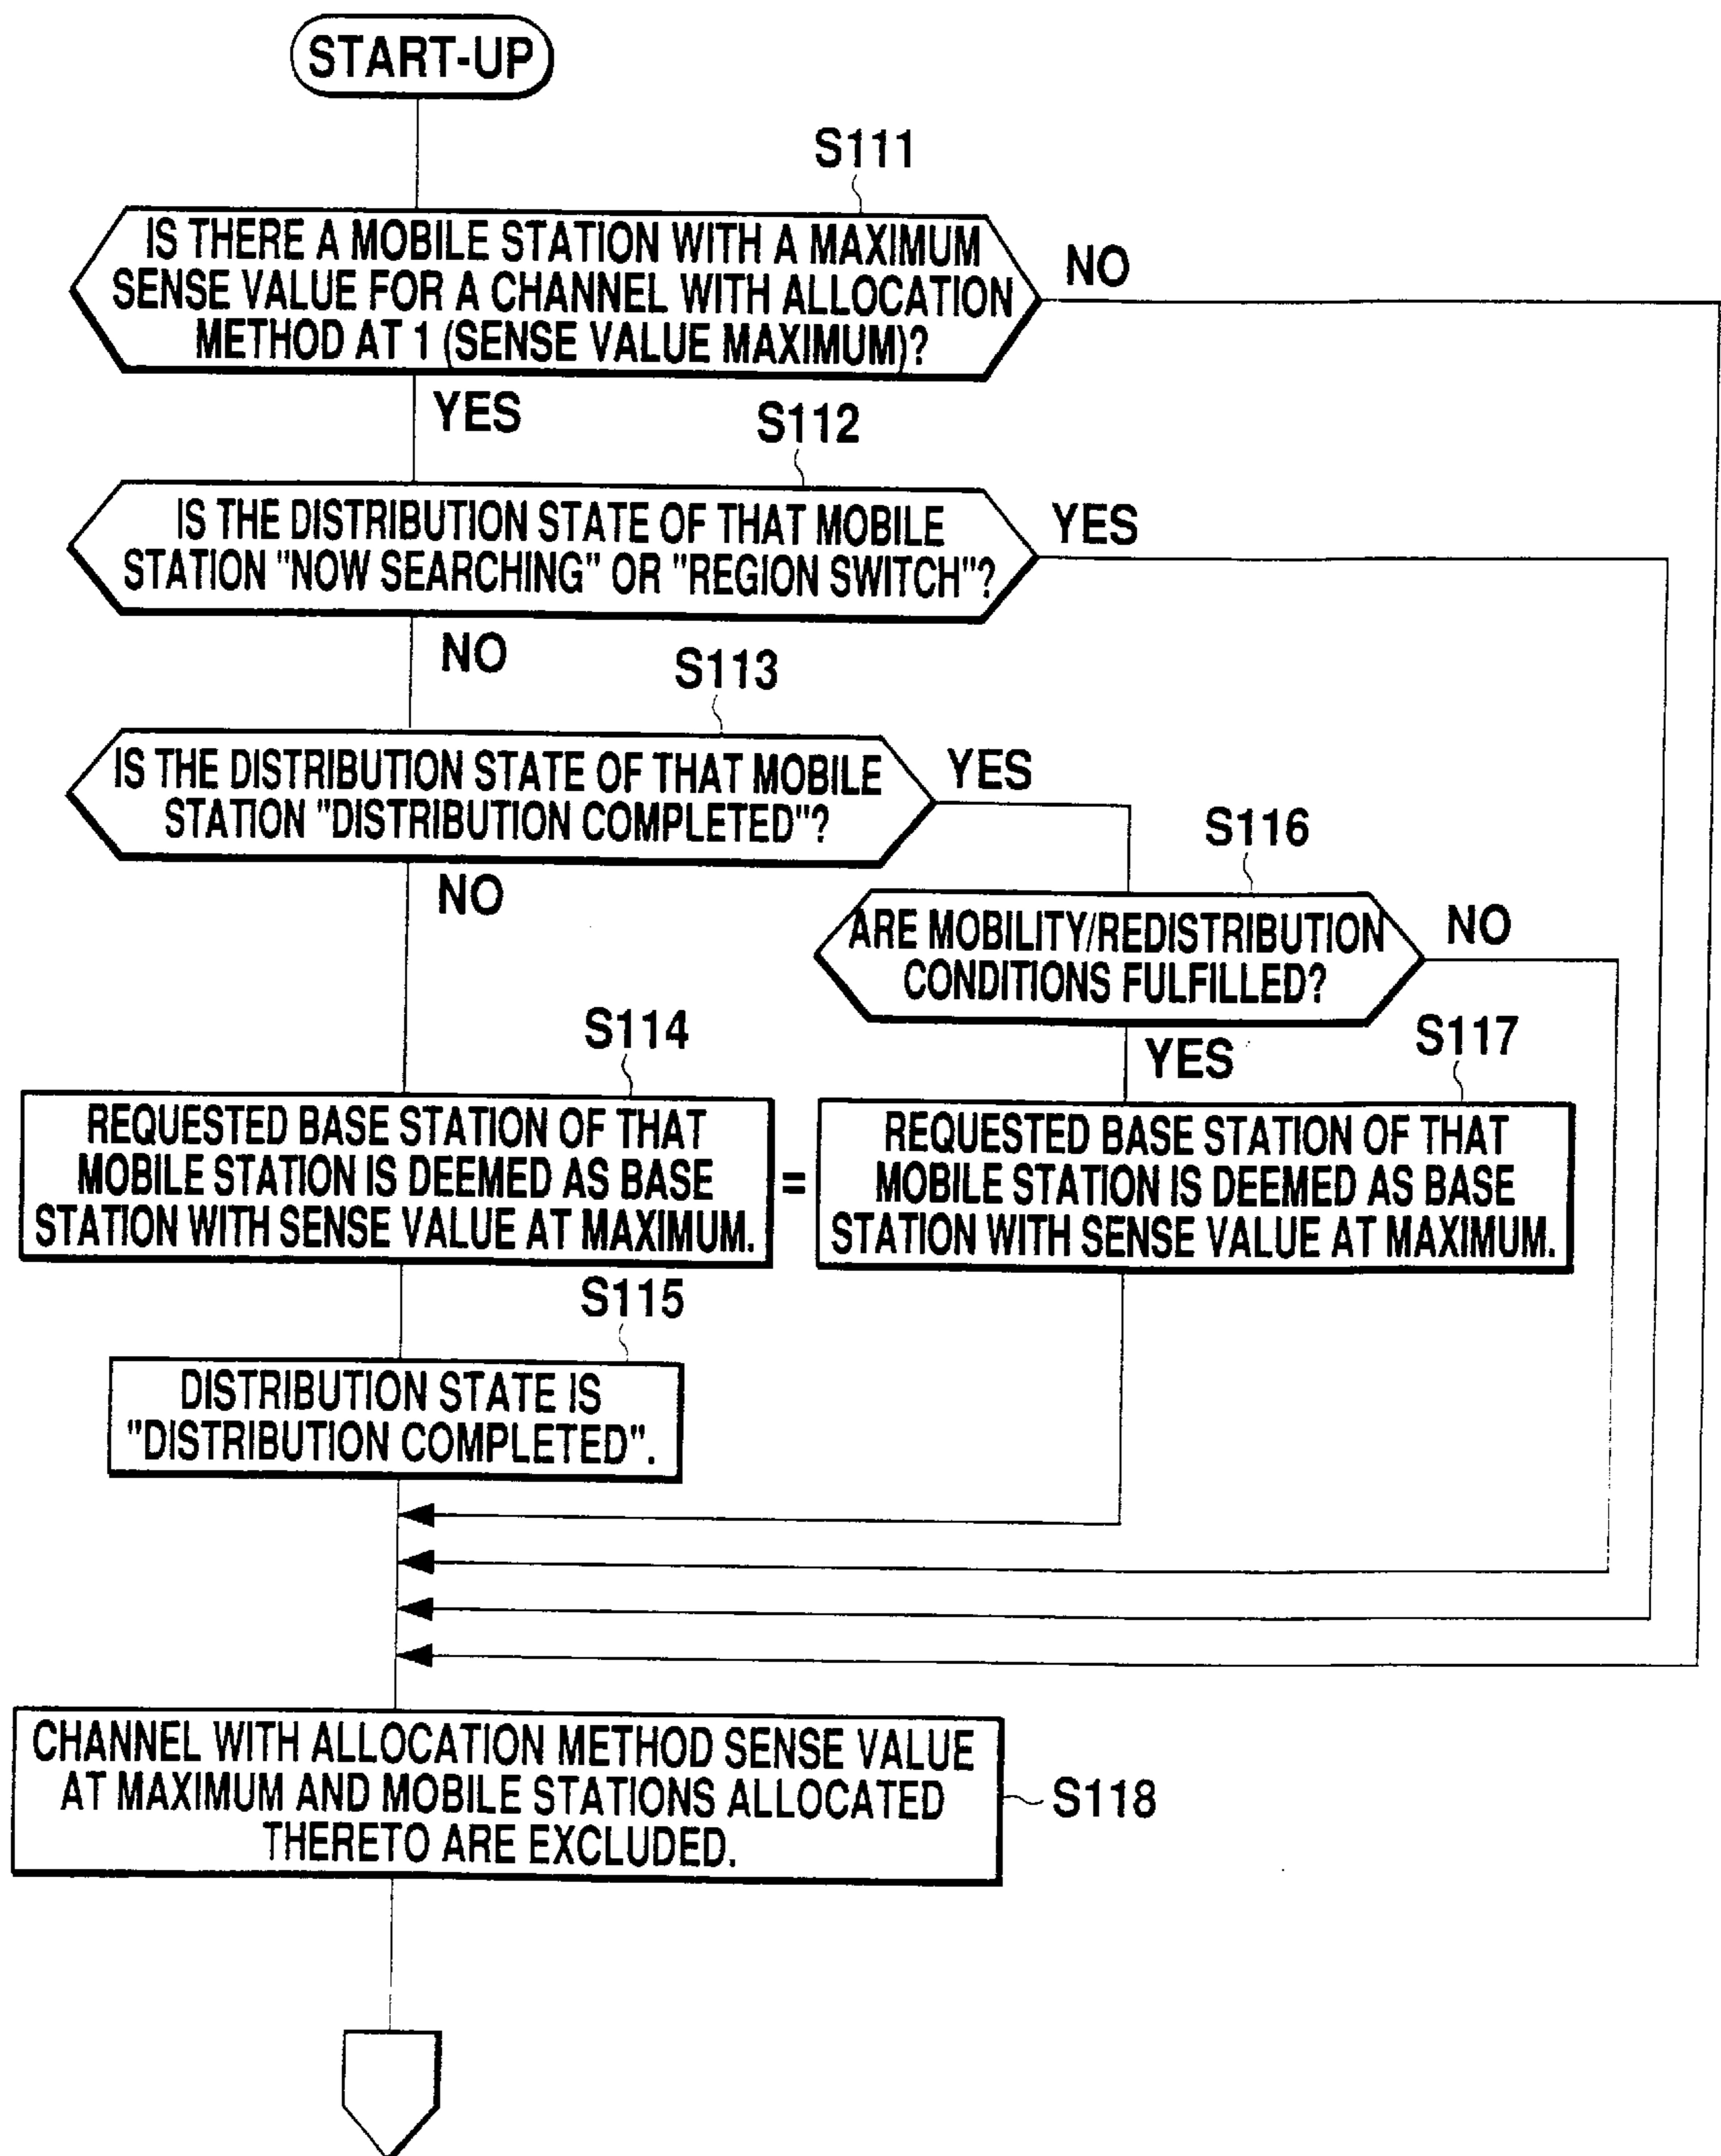 START-UP
S111
IS THERE A MOBILE STATION WITH A MAXIMUM
SENSE VALUE FOR A CHANNEL WITH ALLOCATION
METHOD AT 1 (SENSE VALUE MAXIMUM)?
NO
YES
S112
IS THE DISTRIBUTION STATE OF THAT MOBILE
STATION "NOW SEARCHING" OR "REGION SWITCH"?
YES
NO
S113
IS THE DISTRIBUTION STATE OF THAT MOBILE
STATION "DISTRIBUTION COMPLETED"?
YES
NO
S116
ARE MOBILITY/REDISTRIBUTION
CONDITIONS FULFILLED?
NO
YES
S114
REQUESTED BASE STATION OF THAT
MOBILE STATION IS DEEMED AS BASE
STATION WITH SENSE VALUE AT MAXIMUM.
=
S117
REQUESTED BASE STATION OF THAT
MOBILE STATION IS DEEMED AS BASE
STATION WITH SENSE VALUE AT MAXIMUM.
S115
DISTRIBUTION STATE IS
"DISTRIBUTION COMPLETED".
CHANNEL WITH ALLOCATION METHOD SENSE VALUE
AT MAXIMUM AND MOBILE STATIONS ALLOCATED
THERETO ARE EXCLUDED.
S118